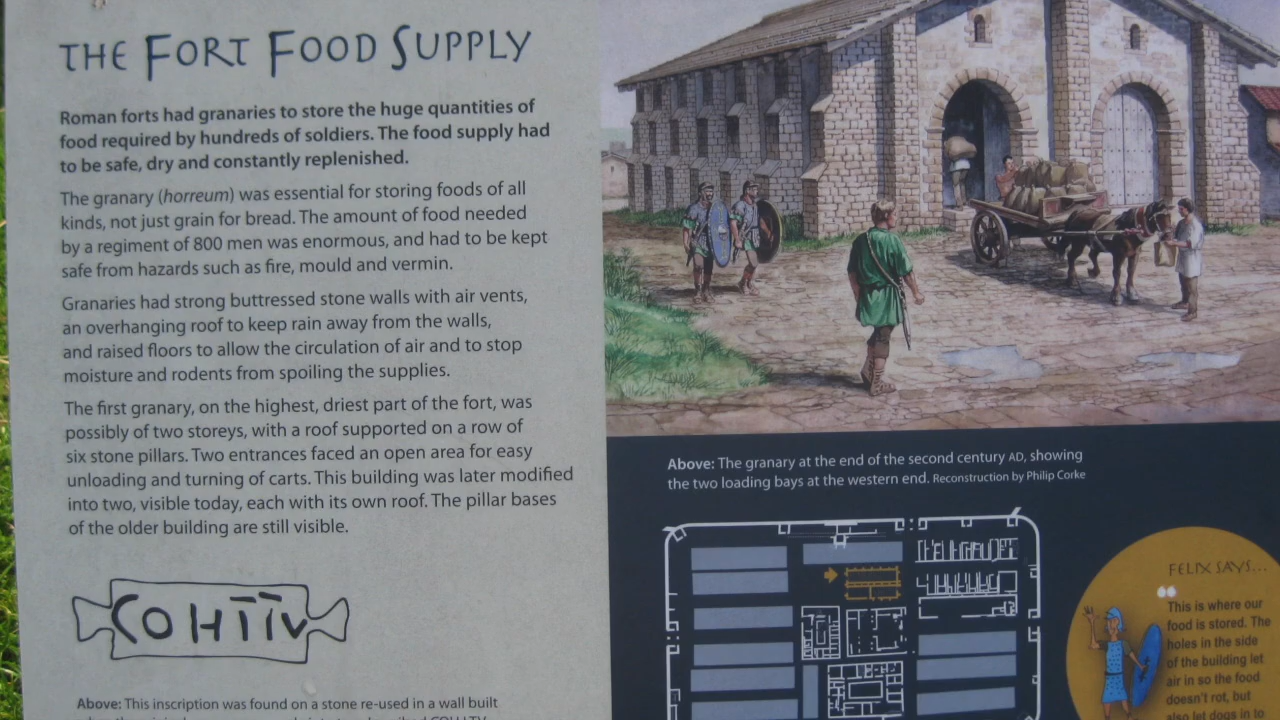 THE FORT FOOD SUPPLY
Roman forts had granaries to store the huge quantities of
food required by hundreds of soldiers. The food supply had
to be safe, dry and constantly replenished.
The granary (horreum) was essential for storing foods of all
kinds, not just grain for bread. The amount of food needed
by a regiment of 800 men was enormous, and had to be kept
safe from hazards such as fire, mould and vermin.
Granaries had strong buttressed stone walls with air vents,
an overhanging roof to keep rain away from the walls,
and raised floors to allow the circulation of air and to stop
moisture and rodents from spoiling the supplies.
The first granary, on the highest, driest part of the fort, was
possibly of two storeys, with a roof supported on a row of
six stone pillars. Two entrances faced an open area for easy
unloading and turning of carts. This building was later modified
into two, visible today, each with its own roof. The pillar bases
of the older building are still visible.
COH TTV
Above: This inscription was found on a stone re-used in a wall built
Above: The granary at the end of the second century AD, showing
the two loading bays at the western end. Reconstruction by Philip Corke
FELIX SAYS...
“This is where our
food is stored. The
holes in the side
of the building let
air in so the food
doesn't rot, but
also let dogs in to